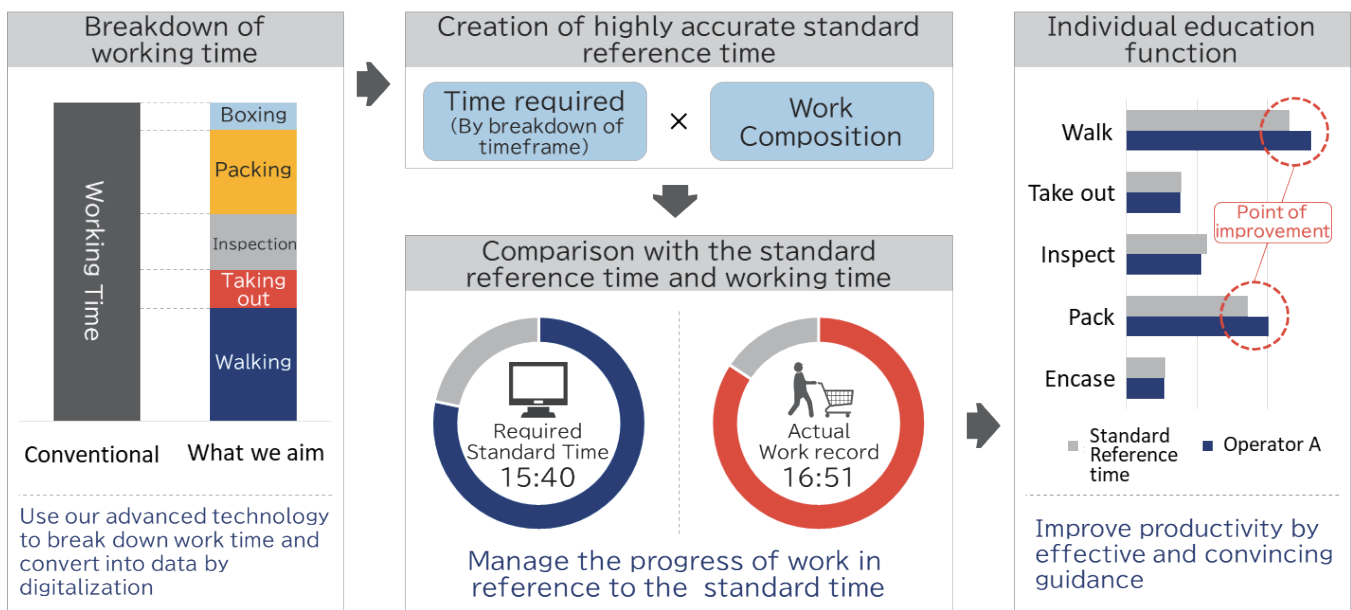 Breakdown of
working time
Boxing
Packing
Inspection
Taking
out
Walking
Working Time
Conventional
What we aim
Use our advanced technology
to break down work time and
convert into data by
digitalization
Creation of highly accurate standard
reference time
Time required
(By breakdown of
timeframe)
×
Work
Composition
Comparison with the standard
reference time and working time
Required
Standard Time
15:40
Actual
Work record
16:51
Manage the progress of work in
reference to the standard time
Individual education
function
Walk
Take out
Inspect
Pack
Encase
Point of
improvement
Standard
Reference
time
Operator A
Improve productivity by
effective and convincing
guidance